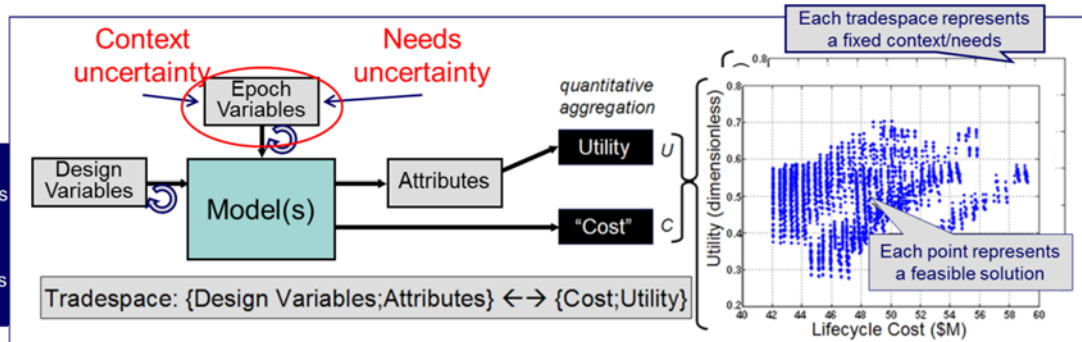 Context
uncertainty
Needs
uncertainty
Epoch
Variables
Design
Variables
Model(s)
Attributes
quantitative
aggregation
Utility
U
"Cost"
C
Tradespace: {Design Variables;Attributes} ←→ {Cost;Utility}
s
s
Each tradespace represents
a fixed context/needs
0.8
0.8
0.7
0.6
0.5
0.4
0.3
0.2
Utility (dimensionless)
Each point represents
a feasible solution
40 42 44 46 48 50 52 54 56 58 60
Lifecycle Cost ($M)